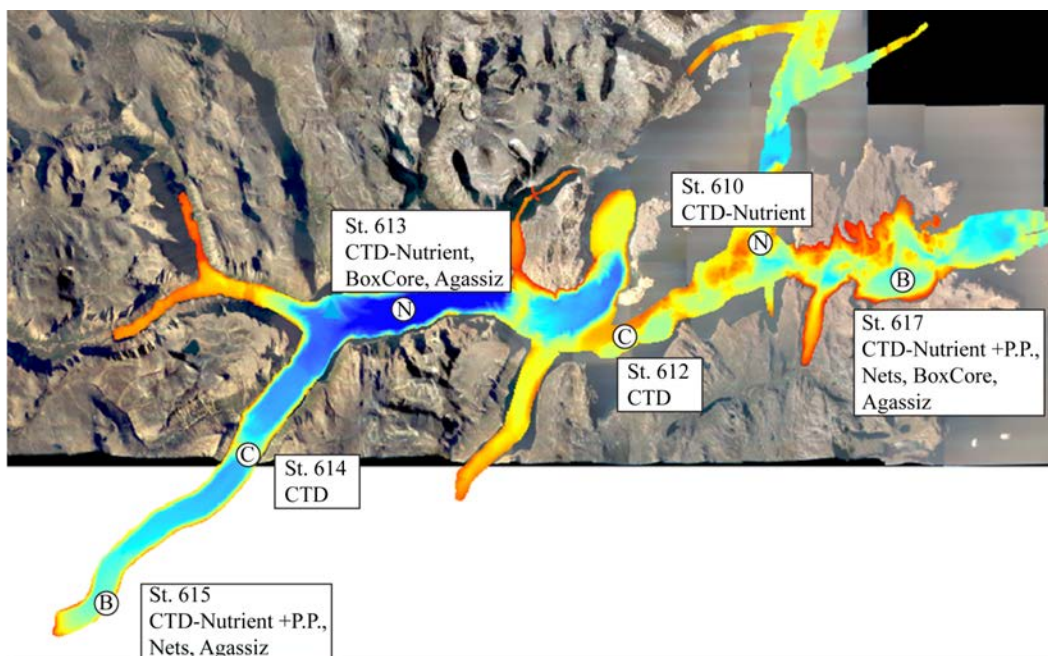 St. 610
CTD-Nutrient
N
St. 613
CTD-Nutrient,
BoxCore, Agassiz
N
B
St. 617
CTD-Nutrient +P.P.,
Nets, BoxCore,
Agassiz
C
St. 612
CTD
C
St. 614
CTD
B
St. 615
CTD-Nutrient +P.P.,
Nets, Agassiz